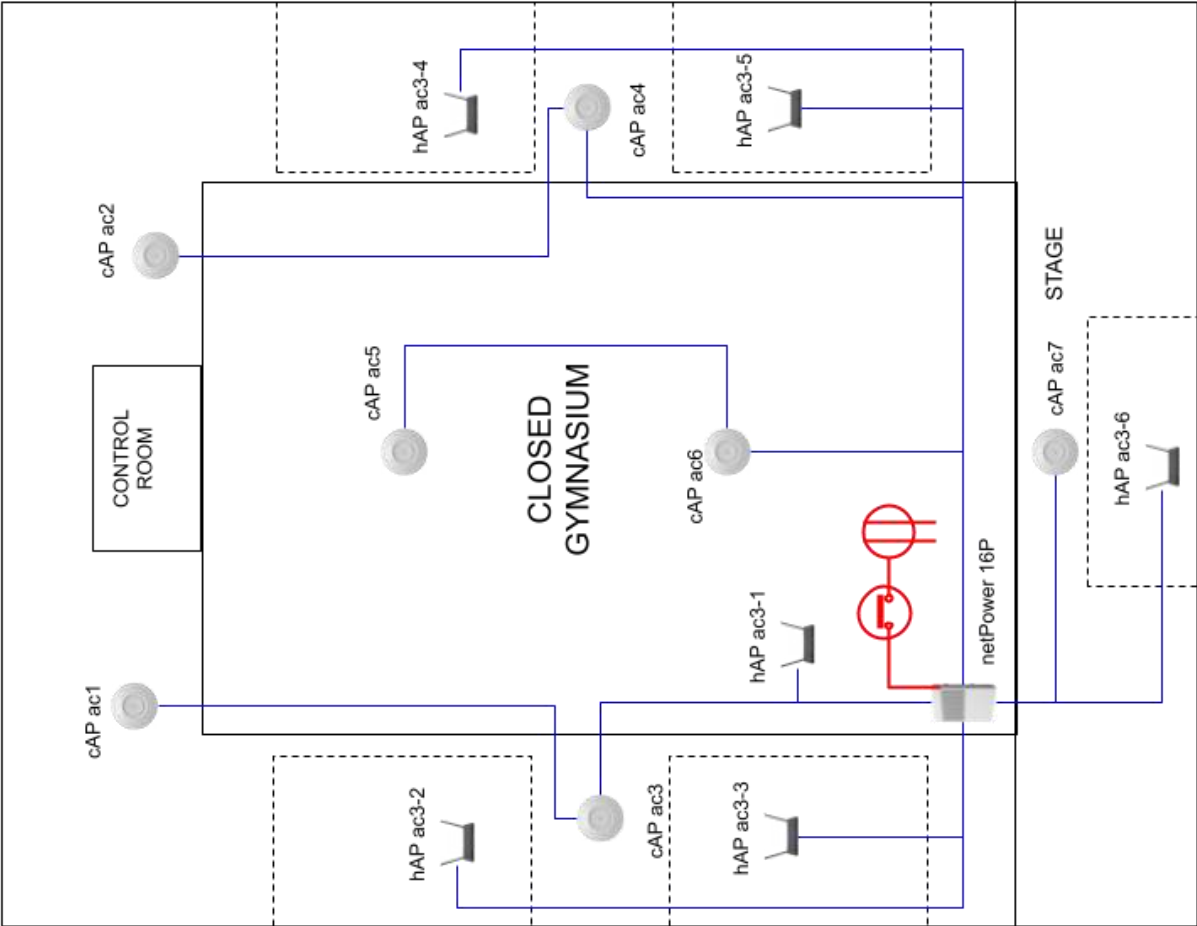 hAP ac3-4
cAP ac4
hAP ac3-5
cAP ac2
STAGE
CONTROL
ROOM
cAP ac5
CLOSED
GYMNASIUM
cAP ac6
cAP ac7
hAP ac3-6
netPower 16P
hAP ac3-1
cAP ac1
hAP ac3-2
cAP ac3
hAP ac3-3